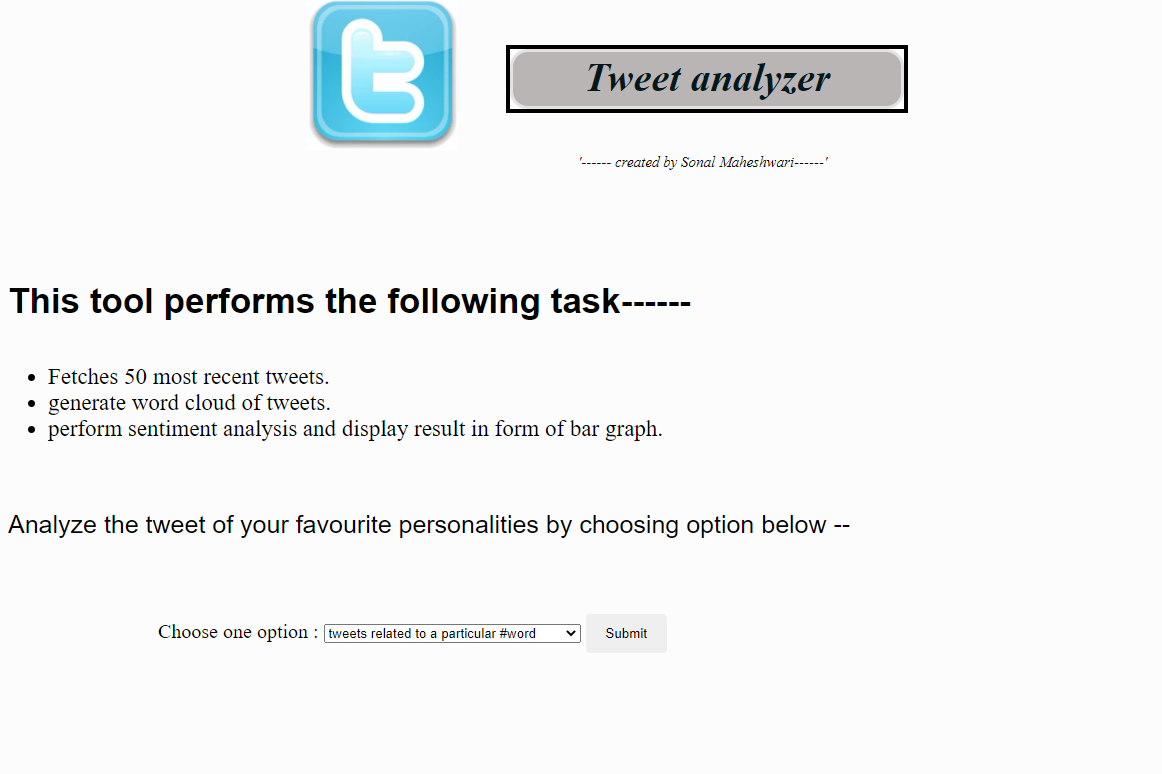 t
Tweet analyzer
'------ created by Sonal Maheshwari------'
This tool performs the following task------
Fetches 50 most recent tweets.
generate word cloud of tweets.
perform sentiment analysis and display result in form of bar graph.
Analyze the tweet of your favourite personalities by choosing option below --
Choose one option : tweets related to a particular #word Submit